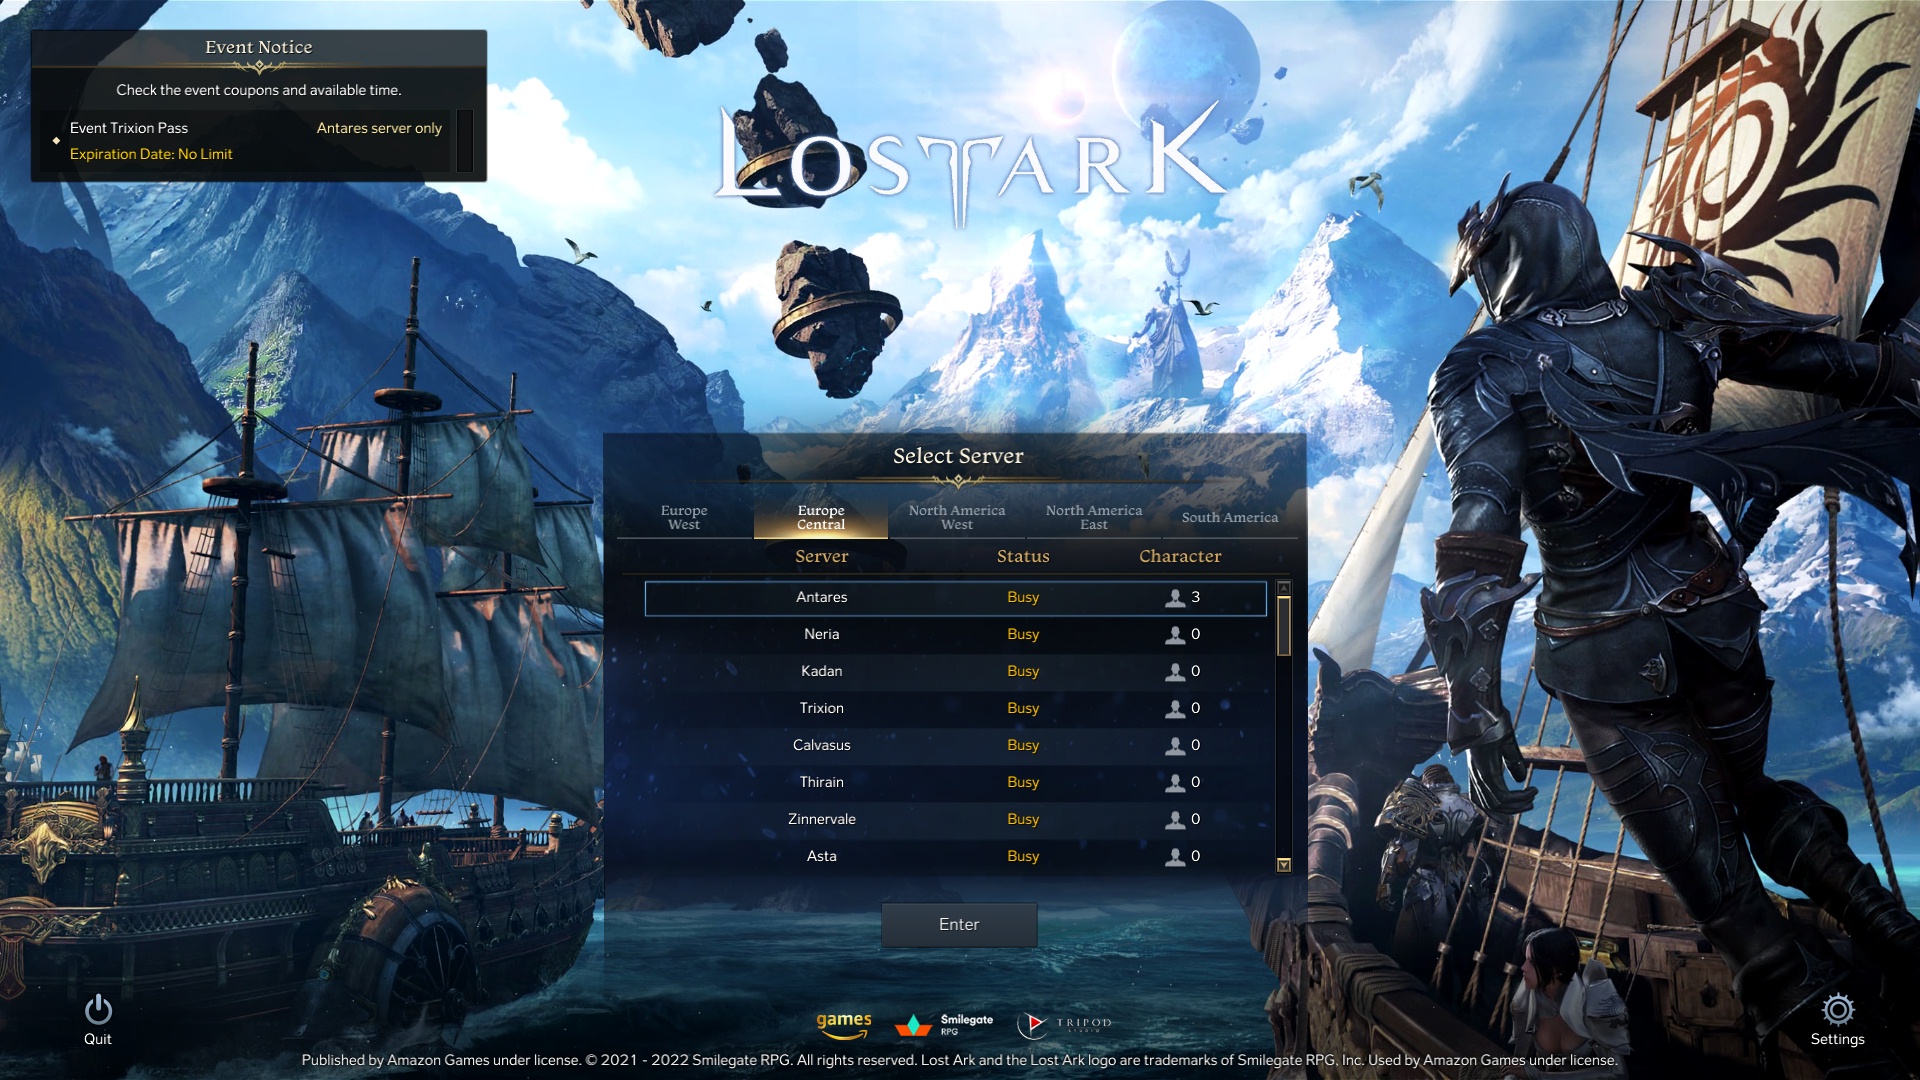 Event Notice
Check the event coupons and available time.
Event Trixion Pass Antares server only
Expiration Date: No Limit
LOSTARK
Select Server
Europe West
Europe Central
North America West
North America East
South America
Server Status Character
Antares Busy 3
Neria Busy 0
Kadan Busy 0
Trixion Busy 0
Calvasus Busy 0
Thirain Busy 0
Zinnervale Busy 0
Asta Busy 0
Enter
Quit
games
Smilegate
RPG
TRIPOD
STUDIO
Settings
Published by Amazon Games under license. © 2021 - 2022 Smilegate RPG. All rights reserved. Lost Ark and the Lost Ark logo are trademarks of Smilegate RPG, Inc. Used by Amazon Games under license.